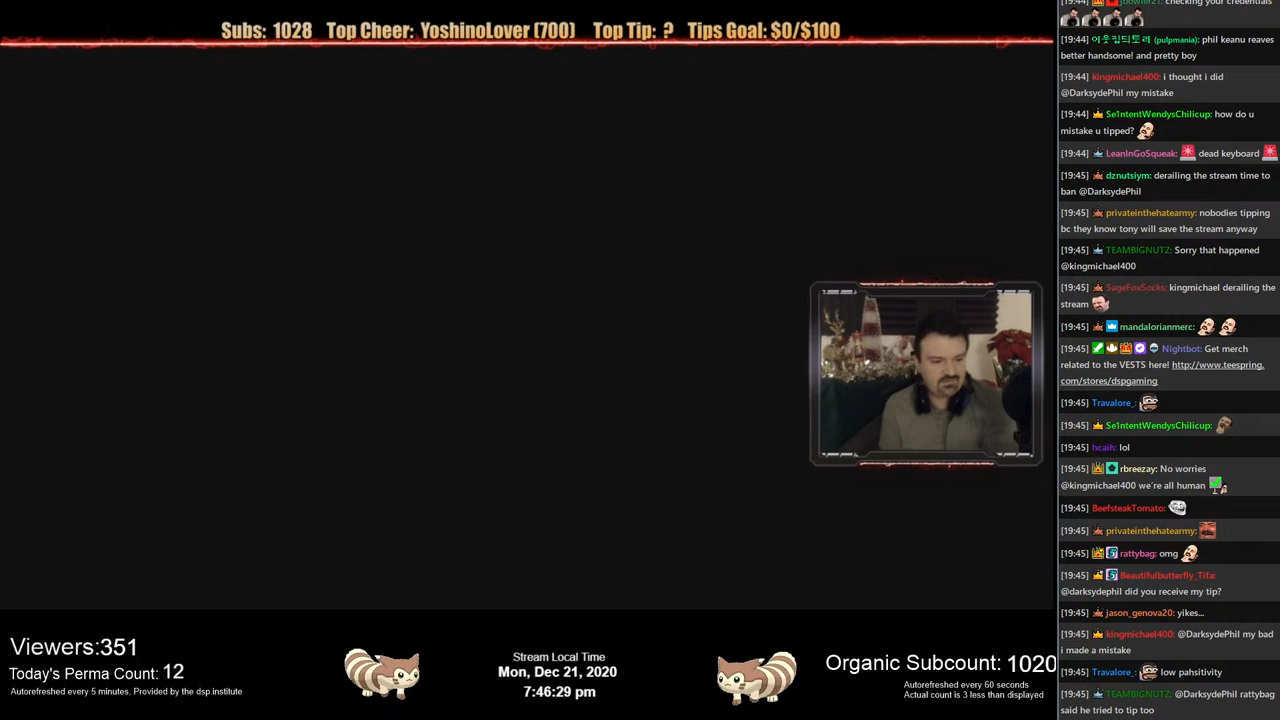 Subs: 1028 Top Cheer: YoshinoLover (700) Top Tip: ? Tips Goal: $0/$100
jbowler21: checking your credentials
[19:44] 이웃집듸토리 (pulpmania): phil keanu reaves
better handsome! and pretty boy
[19:44] kingmichael400: i thought i did
@DarksydePhil my mistake
[19:44] Se1ntentWendysChilicup: how do u
mistake u tipped?
[19:44] LeanInGoSqueak: dead keyboard
[19:45] dznutsiym: derailing the stream time to
ban @DarksydePhil
[19:45] privateinthehatearmy: nobodies tipping
bc they know tony will save the stream anyway
[19:45] TEAMBIGNUTZ: Sorry that happened
@kingmichael400
[19:45] SageFoxSocks: kingmichael derailing the
stream
[19:45] mandalorianmerc:
[19:45] Nightbot: Get merch
related to the VESTS here! http://www.teespring.
com/stores/dspgaming
[19:45] Travalore_:
[19:45] Se1ntentWendysChilicup:
[19:45] hcaih: lol
[19:45] rbreezay: No worries
@kingmichael400 we're all human
[19:45] BeefsteakTomato:
[19:45] privateinthehatearmy:
[19:45] rattybag: omg
[19:45] Beautifulbutterfly_Tifa:
@darksydephil did you receive my tip?
[19:45] jason_genova20: yikes...
[19:45] kingmichael400: @DarksydePhil my bad
i made a mistake
[19:45] Travalore_: low pahsitivity
[19:45] TEAMBIGNUTZ: @DarksydePhil rattybag
said he tried to tip too
Viewers:351
Today's Perma Count: 12
Autorefreshed every 5 minutes, Provided by the dsp institute
Stream Local Time
Mon, Dec 21, 2020
7:46:29 pm
Organic Subcount: 1020
Autorefreshed every 60 seconds
Actual count is 3 less than displayed